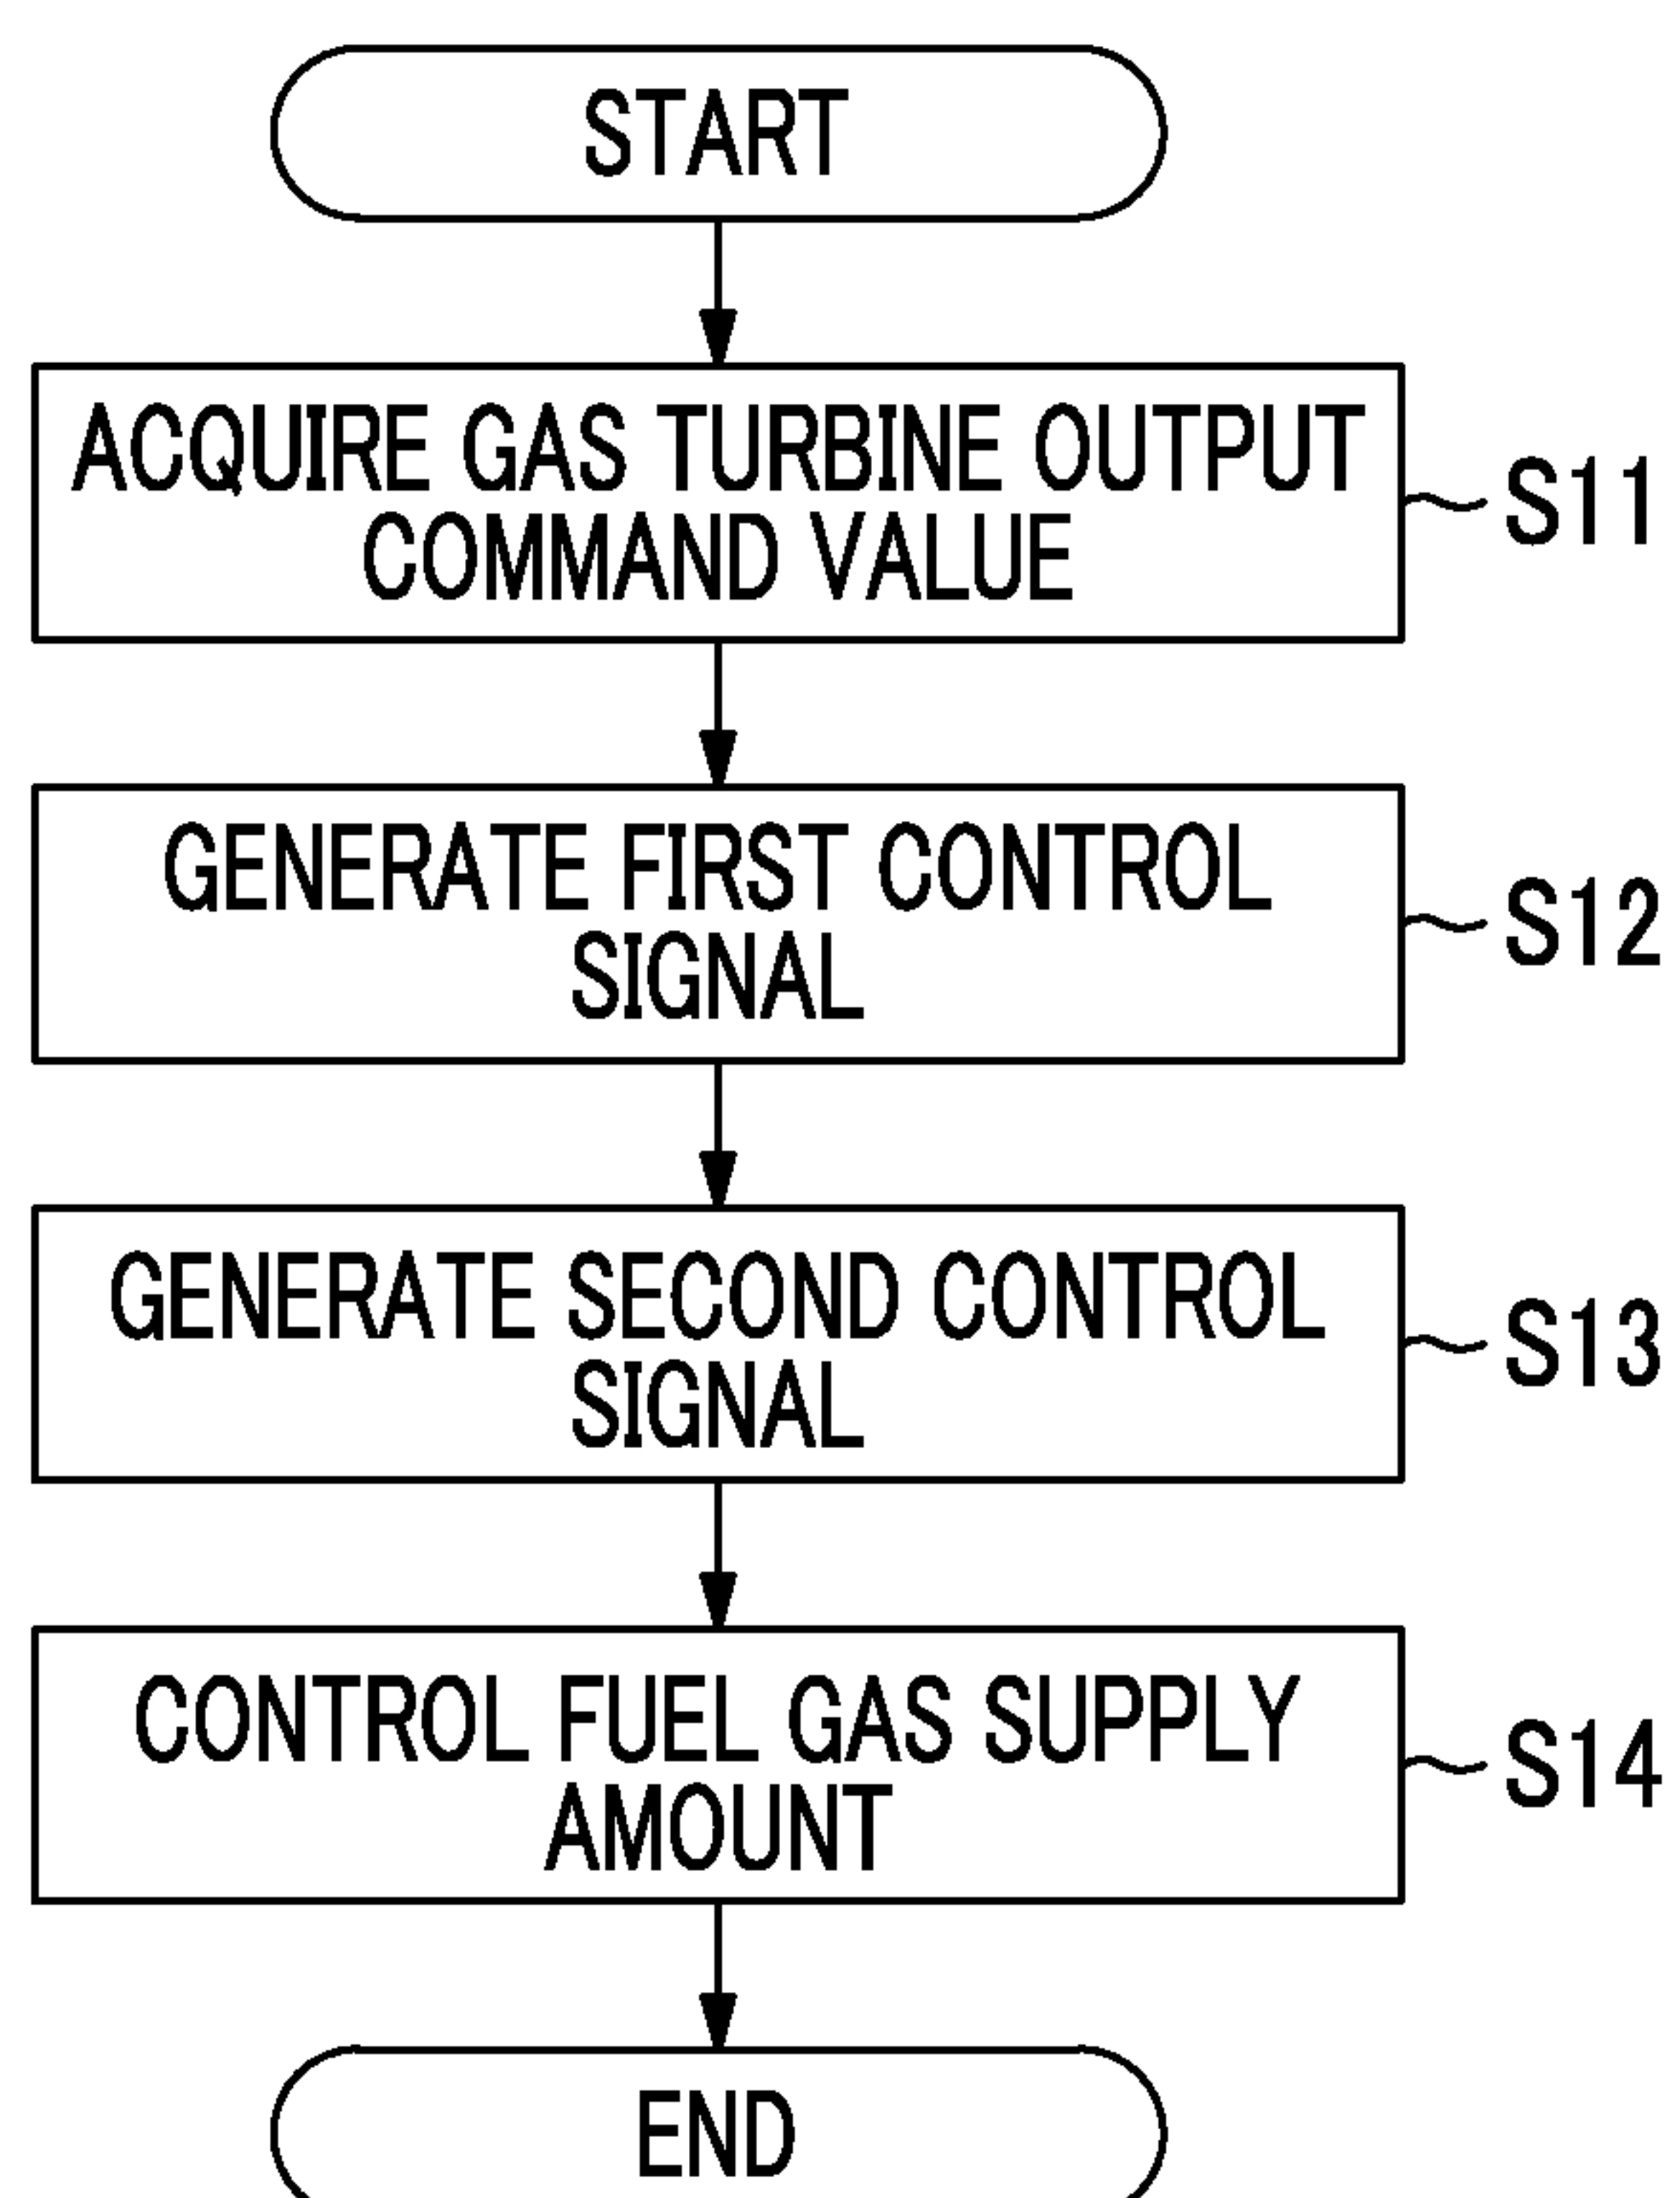 START
ACQUIRE GAS TURBINE OUTPUT
COMMAND VALUE
S11
GENERATE FIRST CONTROL
SIGNAL
S12
GENERATE SECOND CONTROL
SIGNAL
S13
CONTROL FUEL GAS SUPPLY
AMOUNT
S14
END